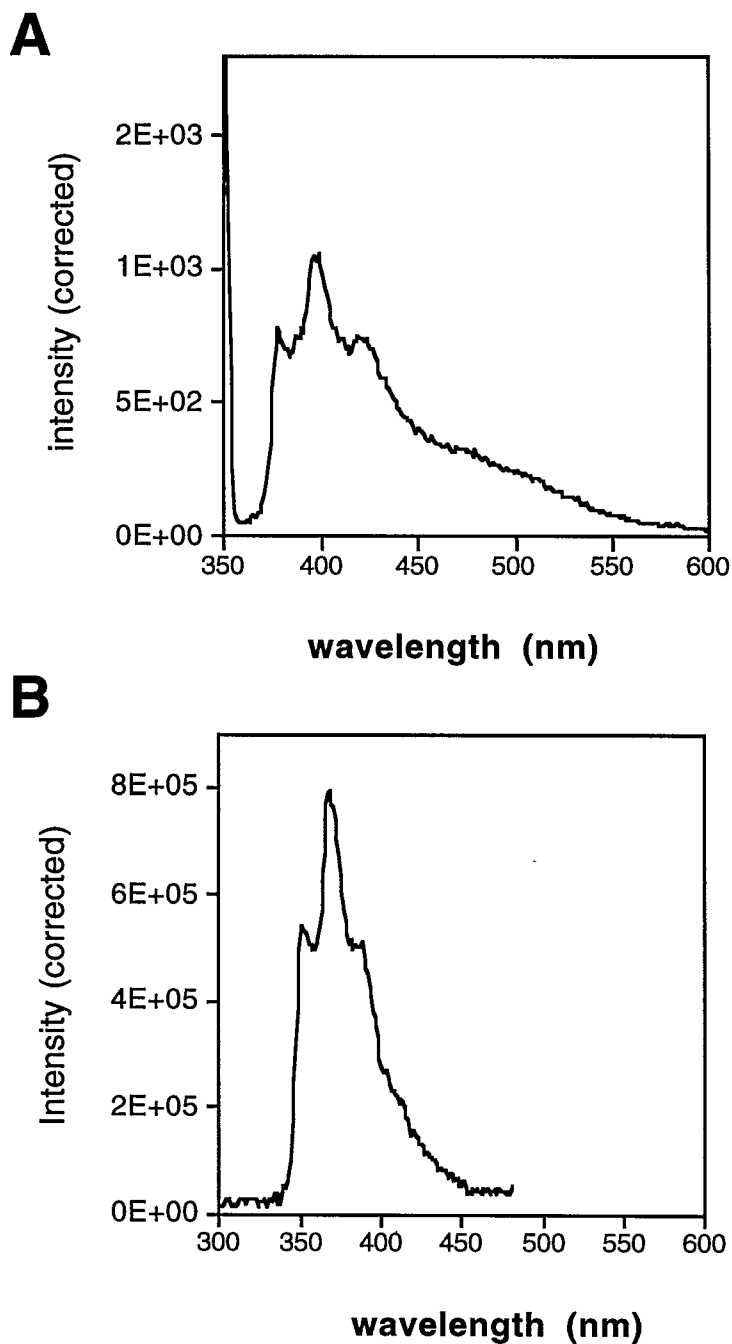 A
intensity (corrected)
2E+03
1E+03
5E+02
0E+00
350 400 450 500 550 600
wavelength (nm)
B
Intensity (corrected)
8E+05
6E+05
4E+05
2E+05
0E+00
300 350 400 450 500 550 600
wavelength (nm)